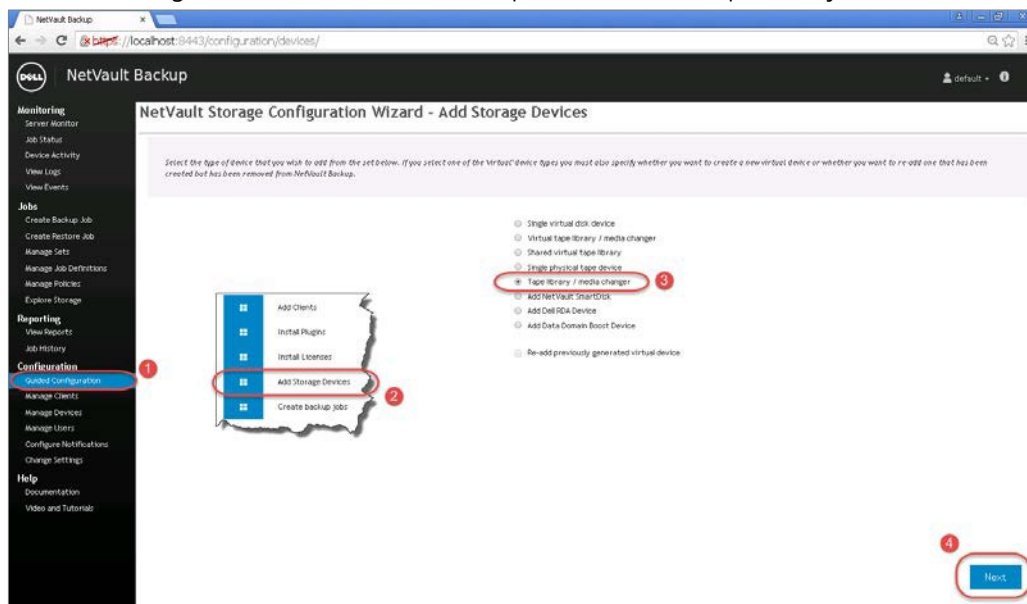 NetVault Backup
https://localhost:8443/configuration/devices/
DELL
NetVault Backup
default
Monitoring
Server Monitor
Job Status
Device Activity
View Logs
View Events
Jobs
Create Backup Job
Create Restore Job
Manage Sets
Manage Job Definitions
Manage Policies
Explore Storage
Reporting
View Reports
Job History
Configuration
Guided Configuration
Manage Clients
Manage Devices
Manage Users
Configure Notifications
Change Settings
Help
Documentation
Video and Tutorials
1
NetVault Storage Configuration Wizard - Add Storage Devices
Select the type of device that you wish to add from the set below. If you select one of the 'Virtual' device types you must also specify whether you want to create a new virtual device or whether you want to re-add one that has been
created but has been removed from NetVault Backup.
Add Clients
Install Plugins
Install Licenses
Add Storage Devices
2
Create backup jobs
Single virtual disk device
Virtual tape library / media changer
Shared virtual tape library
Single physical tape device
Tape library / media changer
3
Add NetVault SmartDisk
Add Dell RDA Device
Add Data Domain Boost Device
Re-add previously generated virtual device
4
Next